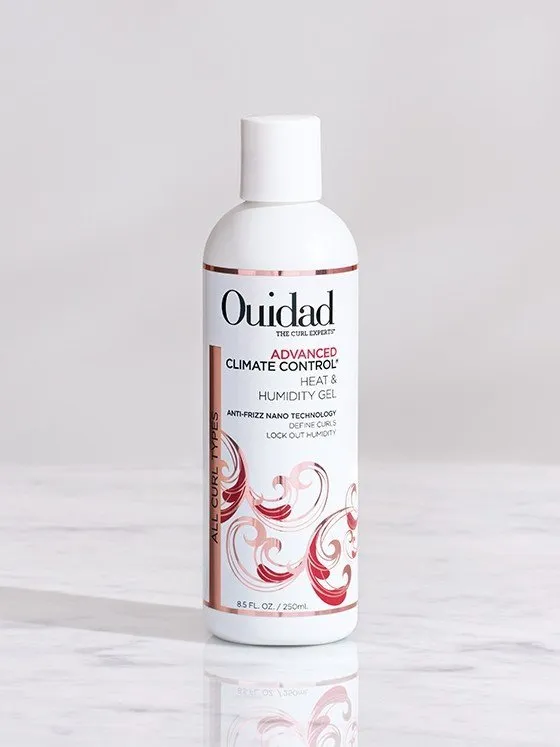 Ouidad
THE CURL EXPERTS®
ADVANCED
CLIMATE CONTROL®
HEAT &
HUMIDITY GEL
ANTI-FRIZZ NANO TECHNOLOGY
DEFINE CURLS
LOCK OUT HUMIDITY
ALL CURL TYPES
8.5 FL. OZ. / 250mL